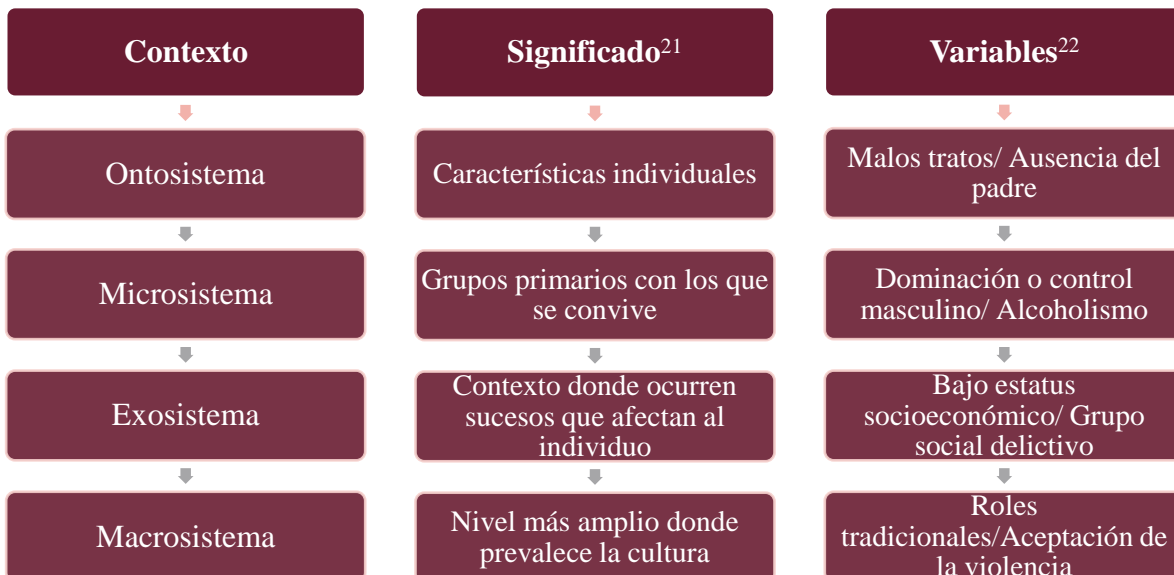 Contexto
Ontosistema
Microsistema
Exosistema
Macrosistema
Significado21
Características individuales
Grupos primarios con los que
se convive
Contexto donde ocurren
sucesos que afectan al
individuo
Nivel más amplio donde
prevalece la cultura
Variables22
Malos tratos/ Ausencia del
padre
Dominación o control
masculino/ Alcoholismo
Bajo estatus
socioeconómico/ Grupo
social delictivo
Roles
tradicionales/Aceptación de
la violencia